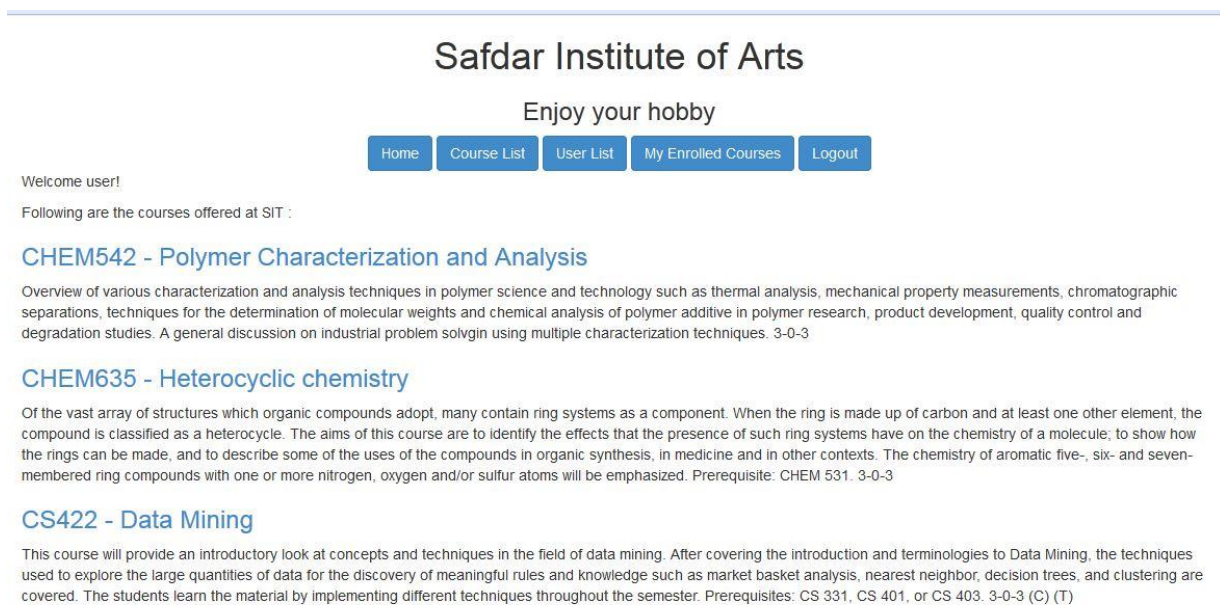 Safdar Institute of Arts
Enjoy your hobby
Home Course List User List My Enrolled Courses Logout
Welcome user!
Following are the courses offered at SIT :
CHEM542 - Polymer Characterization and Analysis
Overview of various characterization and analysis techniques in polymer science and technology such as thermal analysis, mechanical property measurements, chromatographic
separations, techniques for the determination of molecular weights and chemical analysis of polymer additive in polymer research, product development, quality control and
degradation studies. A general discussion on industrial problem solvgin using multiple characterization techniques. 3-0-3
CHEM635 - Heterocyclic chemistry
Of the vast array of structures which organic compounds adopt, many contain ring systems as a component. When the ring is made up of carbon and at least one other element, the
compound is classified as a heterocycle. The aims of this course are to identify the effects that the presence of such ring systems have on the chemistry of a molecule; to show how
the rings can be made, and to describe some of the uses of the compounds in organic synthesis, in medicine and in other contexts. The chemistry of aromatic five-, six- and seven-
membered ring compounds with one or more nitrogen, oxygen and/or sulfur atoms will be emphasized. Prerequisite: CHEM 531. 3-0-3
CS422 - Data Mining
This course will provide an introductory look at concepts and techniques in the field of data mining. After covering the introduction and terminologies to Data Mining, the techniques
used to explore the large quantities of data for the discovery of meaningful rules and knowledge such as market basket analysis, nearest neighbor, decision trees, and clustering are
covered. The students learn the material by implementing different techniques throughout the semester. Prerequisites: CS 331, CS 401, or CS 403. 3-0-3 (C) (T)